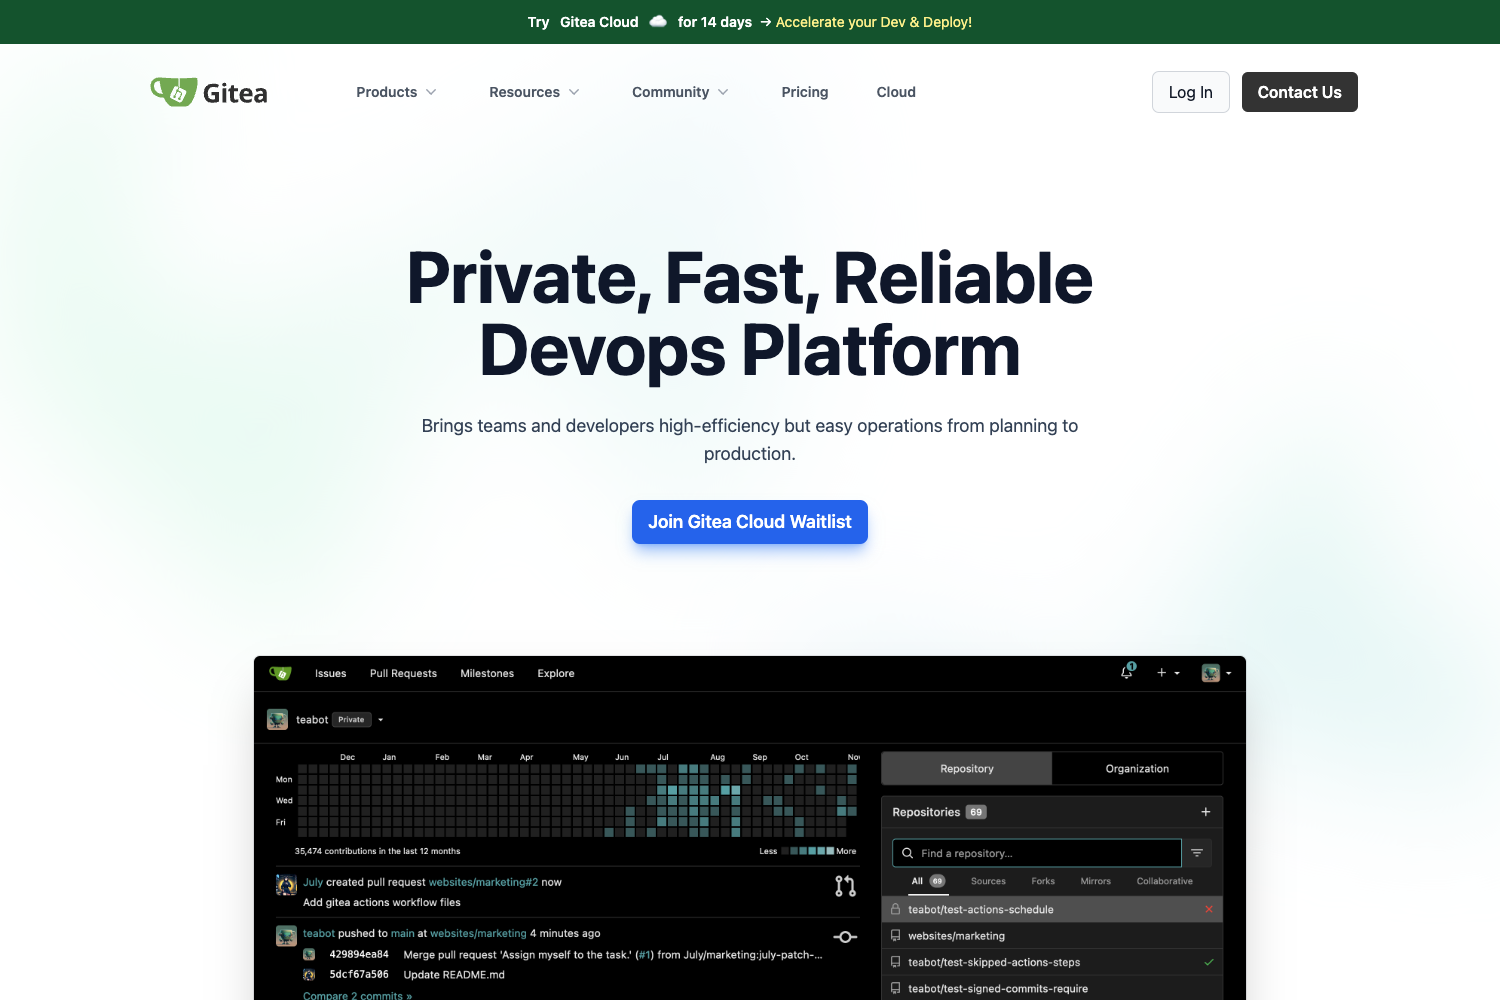 Try Gitea Cloud ☁️ for 14 days → Accelerate your Dev & Deploy!
Gitea
Products
Resources
Community
Pricing
Cloud
Log In
Contact Us
Private, Fast, Reliable
Devops Platform
Brings teams and developers high-efficiency but easy operations from planning to
production.
Join Gitea Cloud Waitlist
Issues
Pull Requests
Milestones
Explore
1
teabot Private
Dec Jan Feb Mar Apr May Jun Jul Aug Sep Oct Nov
Mon
Wed
Fri
35,474 contributions in the last 12 months
Less
More
July created pull request websites/marketing#2 now
Add gitea actions workflow files
teabot pushed to main at websites/marketing 4 minutes ago
429894ea84 Merge pull request 'Assign myself to the task.' (#1) from July/marketing:july-patch-...
5dcf67a506 Update README.md
Compare 2 commits »
Repository
Organization
Repositories 69
Find a repository...
All 69
Sources
Forks
Mirrors
Collaborative
teabot/test-actions-schedule
websites/marketing
teabot/test-skipped-actions-steps
teabot/test-signed-commits-require